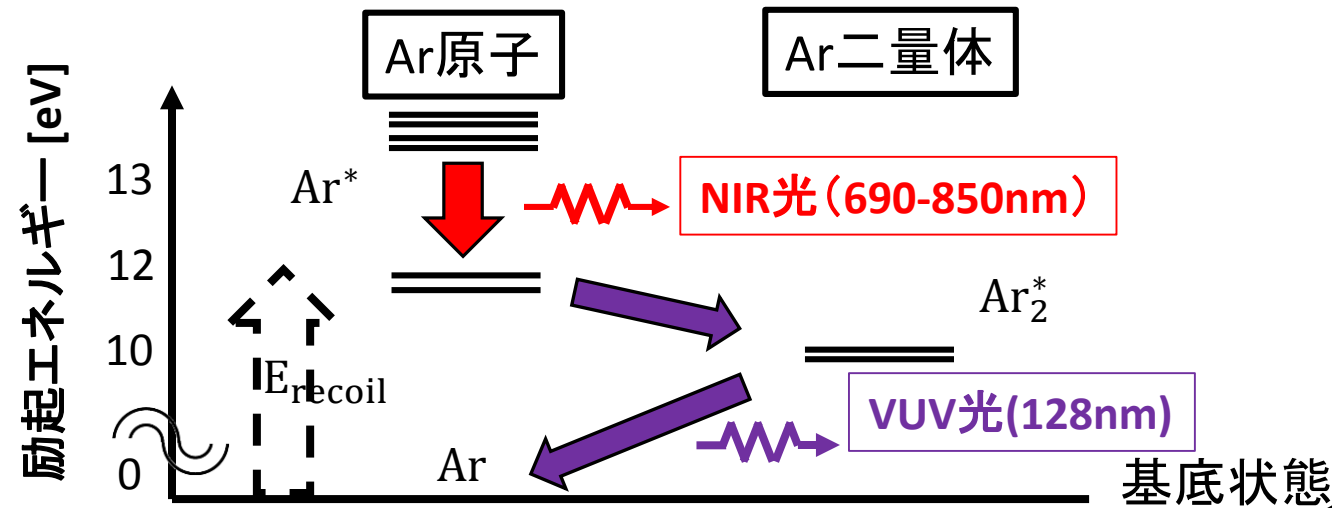 Ar原子
Ar二量体
励起エネルギー [eV]
13
12
10
0
Ar*
NIR光（690-850nm）
Ar₂*
E_recoil
VUV光(128nm)
Ar
基底状態